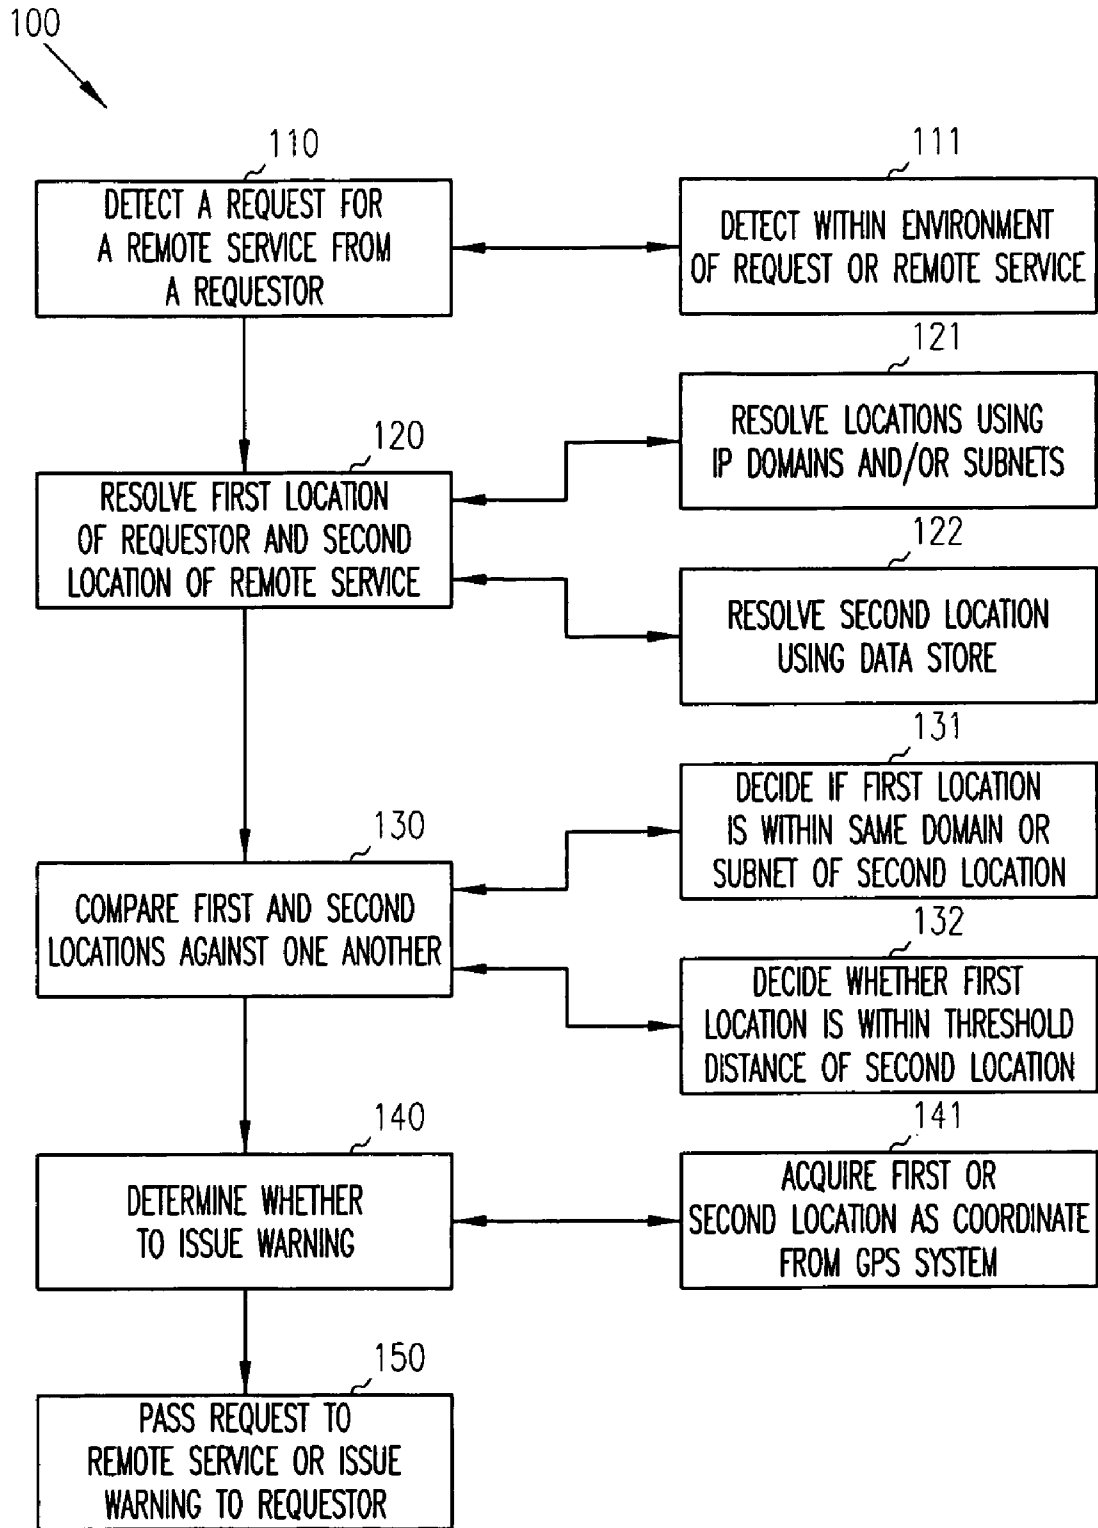 100
110
DETECT A REQUEST FOR
A REMOTE SERVICE FROM
A REQUESTOR
111
DETECT WITHIN ENVIRONMENT
OF REQUEST OR REMOTE SERVICE
121
RESOLVE LOCATIONS USING
IP DOMAINS AND/OR SUBNETS
120
RESOLVE FIRST LOCATION
OF REQUESTOR AND SECOND
LOCATION OF REMOTE SERVICE
122
RESOLVE SECOND LOCATION
USING DATA STORE
131
DECIDE IF FIRST LOCATION
IS WITHIN SAME DOMAIN OR
SUBNET OF SECOND LOCATION
130
COMPARE FIRST AND SECOND
LOCATIONS AGAINST ONE ANOTHER
132
DECIDE WHETHER FIRST
LOCATION IS WITHIN THRESHOLD
DISTANCE OF SECOND LOCATION
140
DETERMINE WHETHER
TO ISSUE WARNING
141
ACQUIRE FIRST OR
SECOND LOCATION AS COORDINATE
FROM GPS SYSTEM
150
PASS REQUEST TO
REMOTE SERVICE OR ISSUE
WARNING TO REQUESTOR